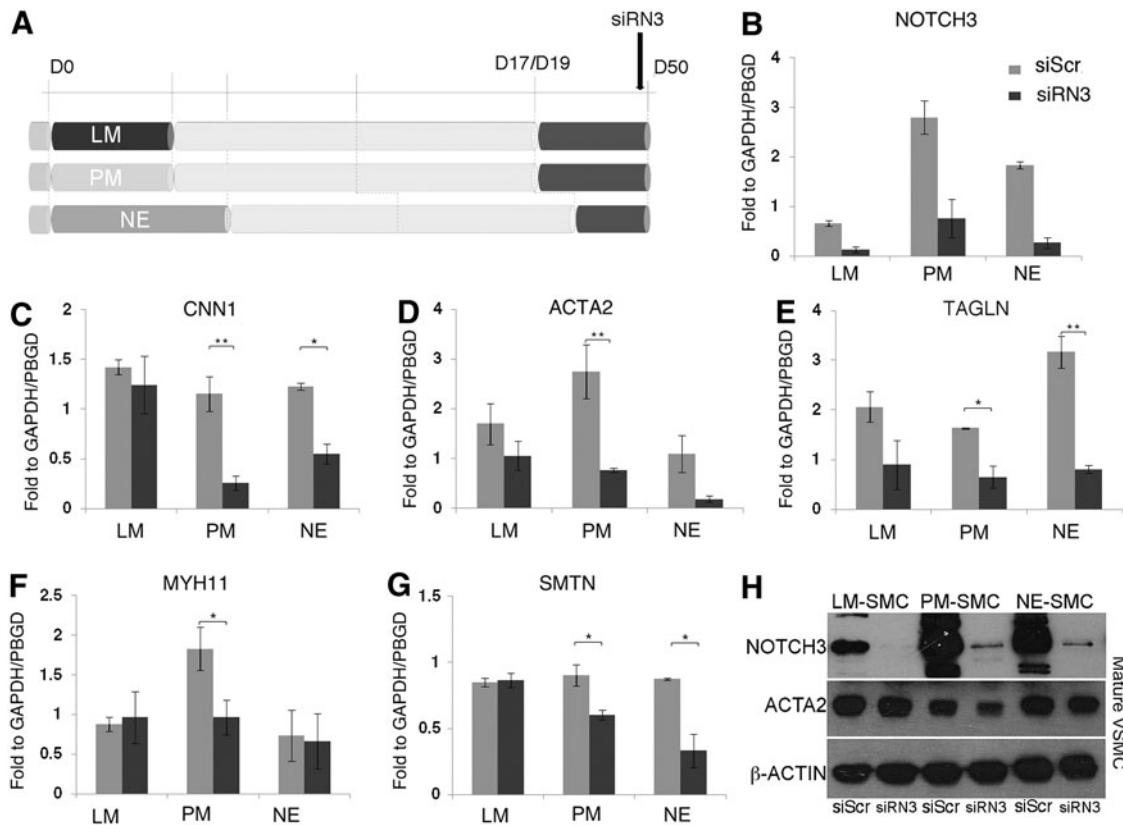 A
siRN3
D0
D17/D19
D50
LM
PM
NE
B
NOTCH3
siScr
siRN3
Fold to GAPDH/PBGD
4
3
2
1
0
LM PM NE
C
CNN1
Fold to GAPDH/PBGD
2
1.5
1
0.5
0
**
*
LM PM NE
D
ACTA2
Fold to GAPDH/PBGD
4
3
2
1
0
**
LM PM NE
E
TAGLN
Fold to GAPDH/PBGD
4
3
2
1
0
*
**
LM PM NE
F
MYH11
Fold to GAPDH/PBGD
2.5
2
1.5
1
0.5
0
*
LM PM NE
G
SMTN
Fold to GAPDH/PBGD
1.5
1
0.5
0
*
*
LM PM NE
H
LM-SMC PM-SMC NE-SMC
NOTCH3
ACTA2
β-ACTIN
siScr siRN3 siScr siRN3 siScr siRN3
Mature VSMC